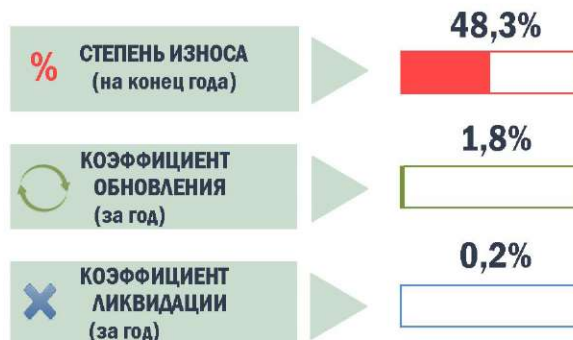 % СТЕПЕНЬ ИЗНОСА
(на конец года)
48,3%
КОЭФФИЦИЕНТ
ОБНОВЛЕНИЯ
(за год)
1,8%
КОЭФФИЦИЕНТ
ЛИКВИДАЦИИ
(за год)
0,2%